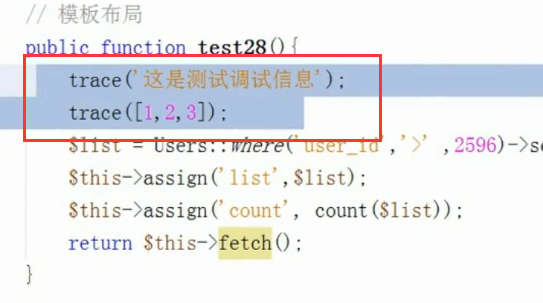 // 模板布局
public function test28(){
trace('这是测试调试信息');
trace([1,2,3]);
$list = Users::where('user_id','>' ,2596)->se
$this->assign('list',$list);
$this->assign('count', count($list));
return $this->fetch();
}